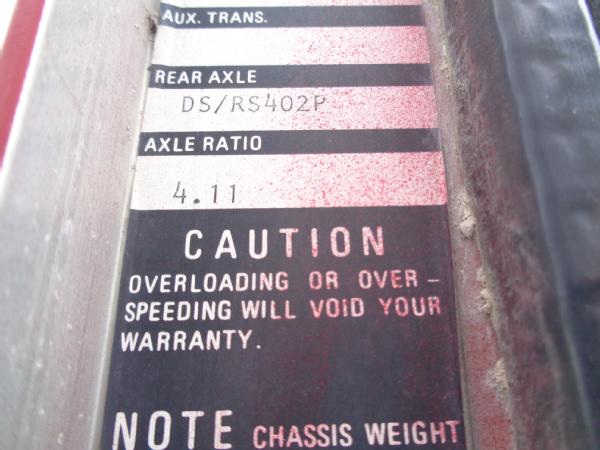 AUX. TRANS.
REAR AXLE
DS/RS402P
AXLE RATIO
4.11
CAUTION
OVERLOADING OR OVER-
SPEEDING WILL VOID YOUR
WARRANTY.
NOTE CHASSIS WEIGHT